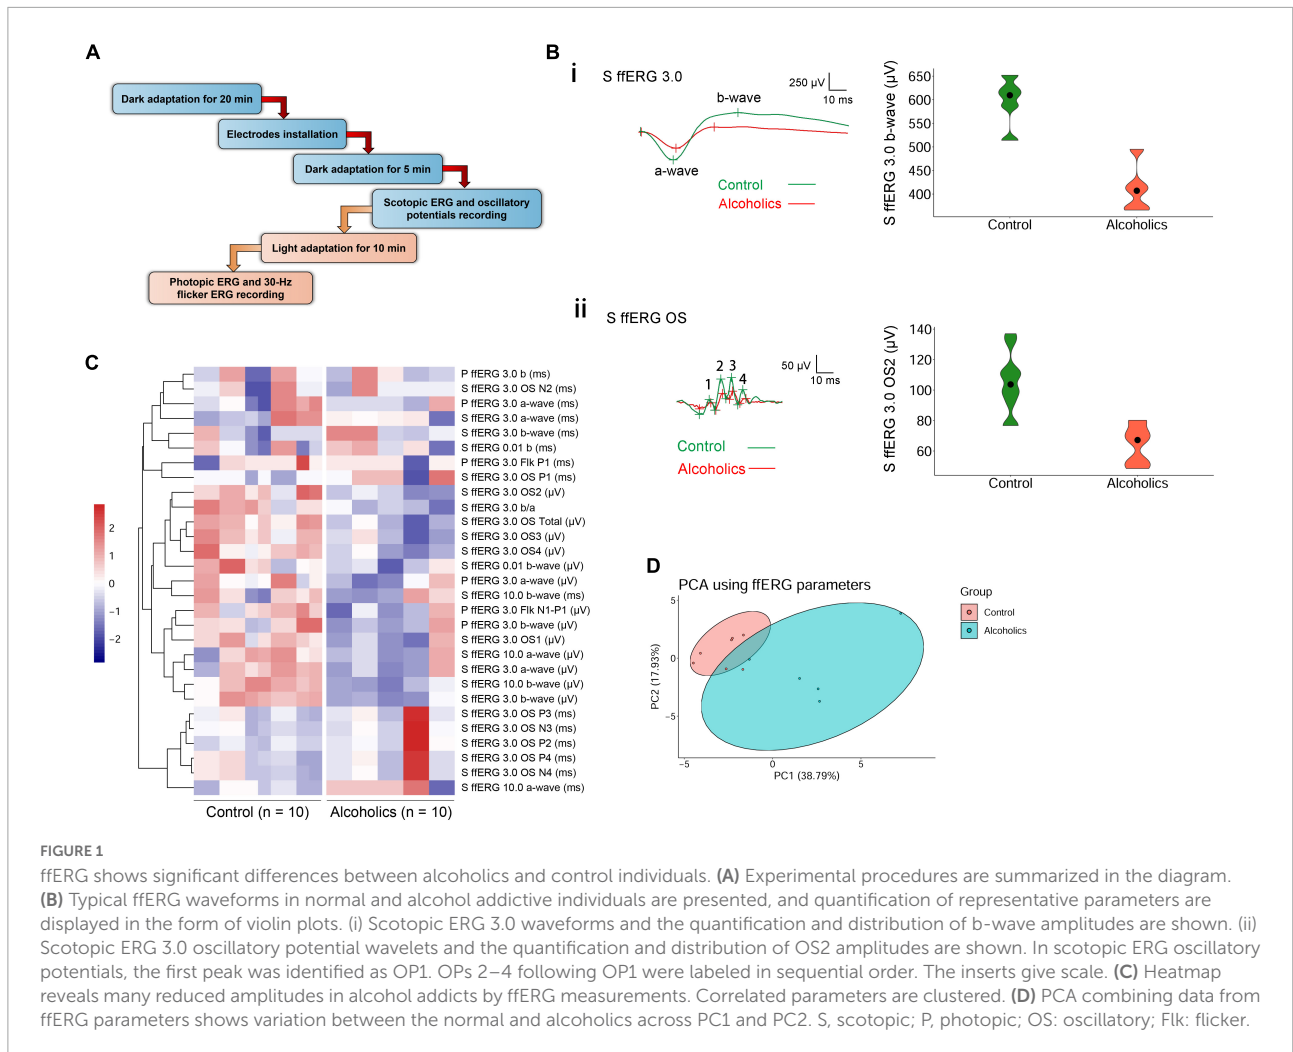 A
Dark adaptation for 20 min
Electrodes installation
Dark adaptation for 5 min
Scotopic ERG and oscillatory
potentials recording
Light adaptation for 10 min
Photopic ERG and 30-Hz
flicker ERG recording
B
i
S ffERG 3.0
250 µV
10 ms
b-wave
a-wave
Control
Alcoholics
S ffERG 3.0 b-wave (µV)
650
600
550
500
450
400
Control
Alcoholics
ii
S ffERG OS
50 µV
10 ms
1
2
3
4
Control
Alcoholics
S ffERG 3.0 OS2 (µV)
140
120
100
80
60
Control
Alcoholics
C
2
1
0
−1
−2
P ffERG 3.0 b (ms)
S ffERG 3.0 OS N2 (ms)
P ffERG 3.0 a-wave (ms)
S ffERG 3.0 a-wave (ms)
S ffERG 3.0 b-wave (ms)
S ffERG 0.01 b (ms)
P ffERG 3.0 Flk P1 (ms)
S ffERG 3.0 OS P1 (ms)
S ffERG 3.0 OS2 (µV)
S ffERG 3.0 b/a
S ffERG 3.0 OS Total (µV)
S ffERG 3.0 OS3 (µV)
S ffERG 3.0 OS4 (µV)
S ffERG 0.01 b-wave (µV)
P ffERG 3.0 a-wave (µV)
S ffERG 10.0 b-wave (ms)
P ffERG 3.0 Flk N1-P1 (µV)
P ffERG 3.0 b-wave (µV)
S ffERG 3.0 OS1 (µV)
S ffERG 10.0 a-wave (µV)
S ffERG 3.0 a-wave (µV)
S ffERG 10.0 b-wave (µV)
S ffERG 3.0 b-wave (µV)
S ffERG 3.0 OS P3 (ms)
S ffERG 3.0 OS N3 (ms)
S ffERG 3.0 OS P2 (ms)
S ffERG 3.0 OS P4 (ms)
S ffERG 3.0 OS N4 (ms)
S ffERG 10.0 a-wave (ms)
Control (n = 10)
Alcoholics (n = 10)
D
PCA using ffERG parameters
PC2 (17.93%)
5
0
−5
−5
0
5
PC1 (38.79%)
Group
Control
Alcoholics
FIGURE 1
ffERG shows significant differences between alcoholics and control individuals. (A) Experimental procedures are summarized in the diagram.
(B) Typical ffERG waveforms in normal and alcohol addictive individuals are presented, and quantification of representative parameters are
displayed in the form of violin plots. (i) Scotopic ERG 3.0 waveforms and the quantification and distribution of b-wave amplitudes are shown. (ii)
Scotopic ERG 3.0 oscillatory potential wavelets and the quantification and distribution of OS2 amplitudes are shown. In scotopic ERG oscillatory
potentials, the first peak was identified as OP1. OPs 2–4 following OP1 were labeled in sequential order. The inserts give scale. (C) Heatmap
reveals many reduced amplitudes in alcohol addicts by ffERG measurements. Correlated parameters are clustered. (D) PCA combining data from
ffERG parameters shows variation between the normal and alcoholics across PC1 and PC2. S, scotopic; P, photopic; OS: oscillatory; Flk: flicker.